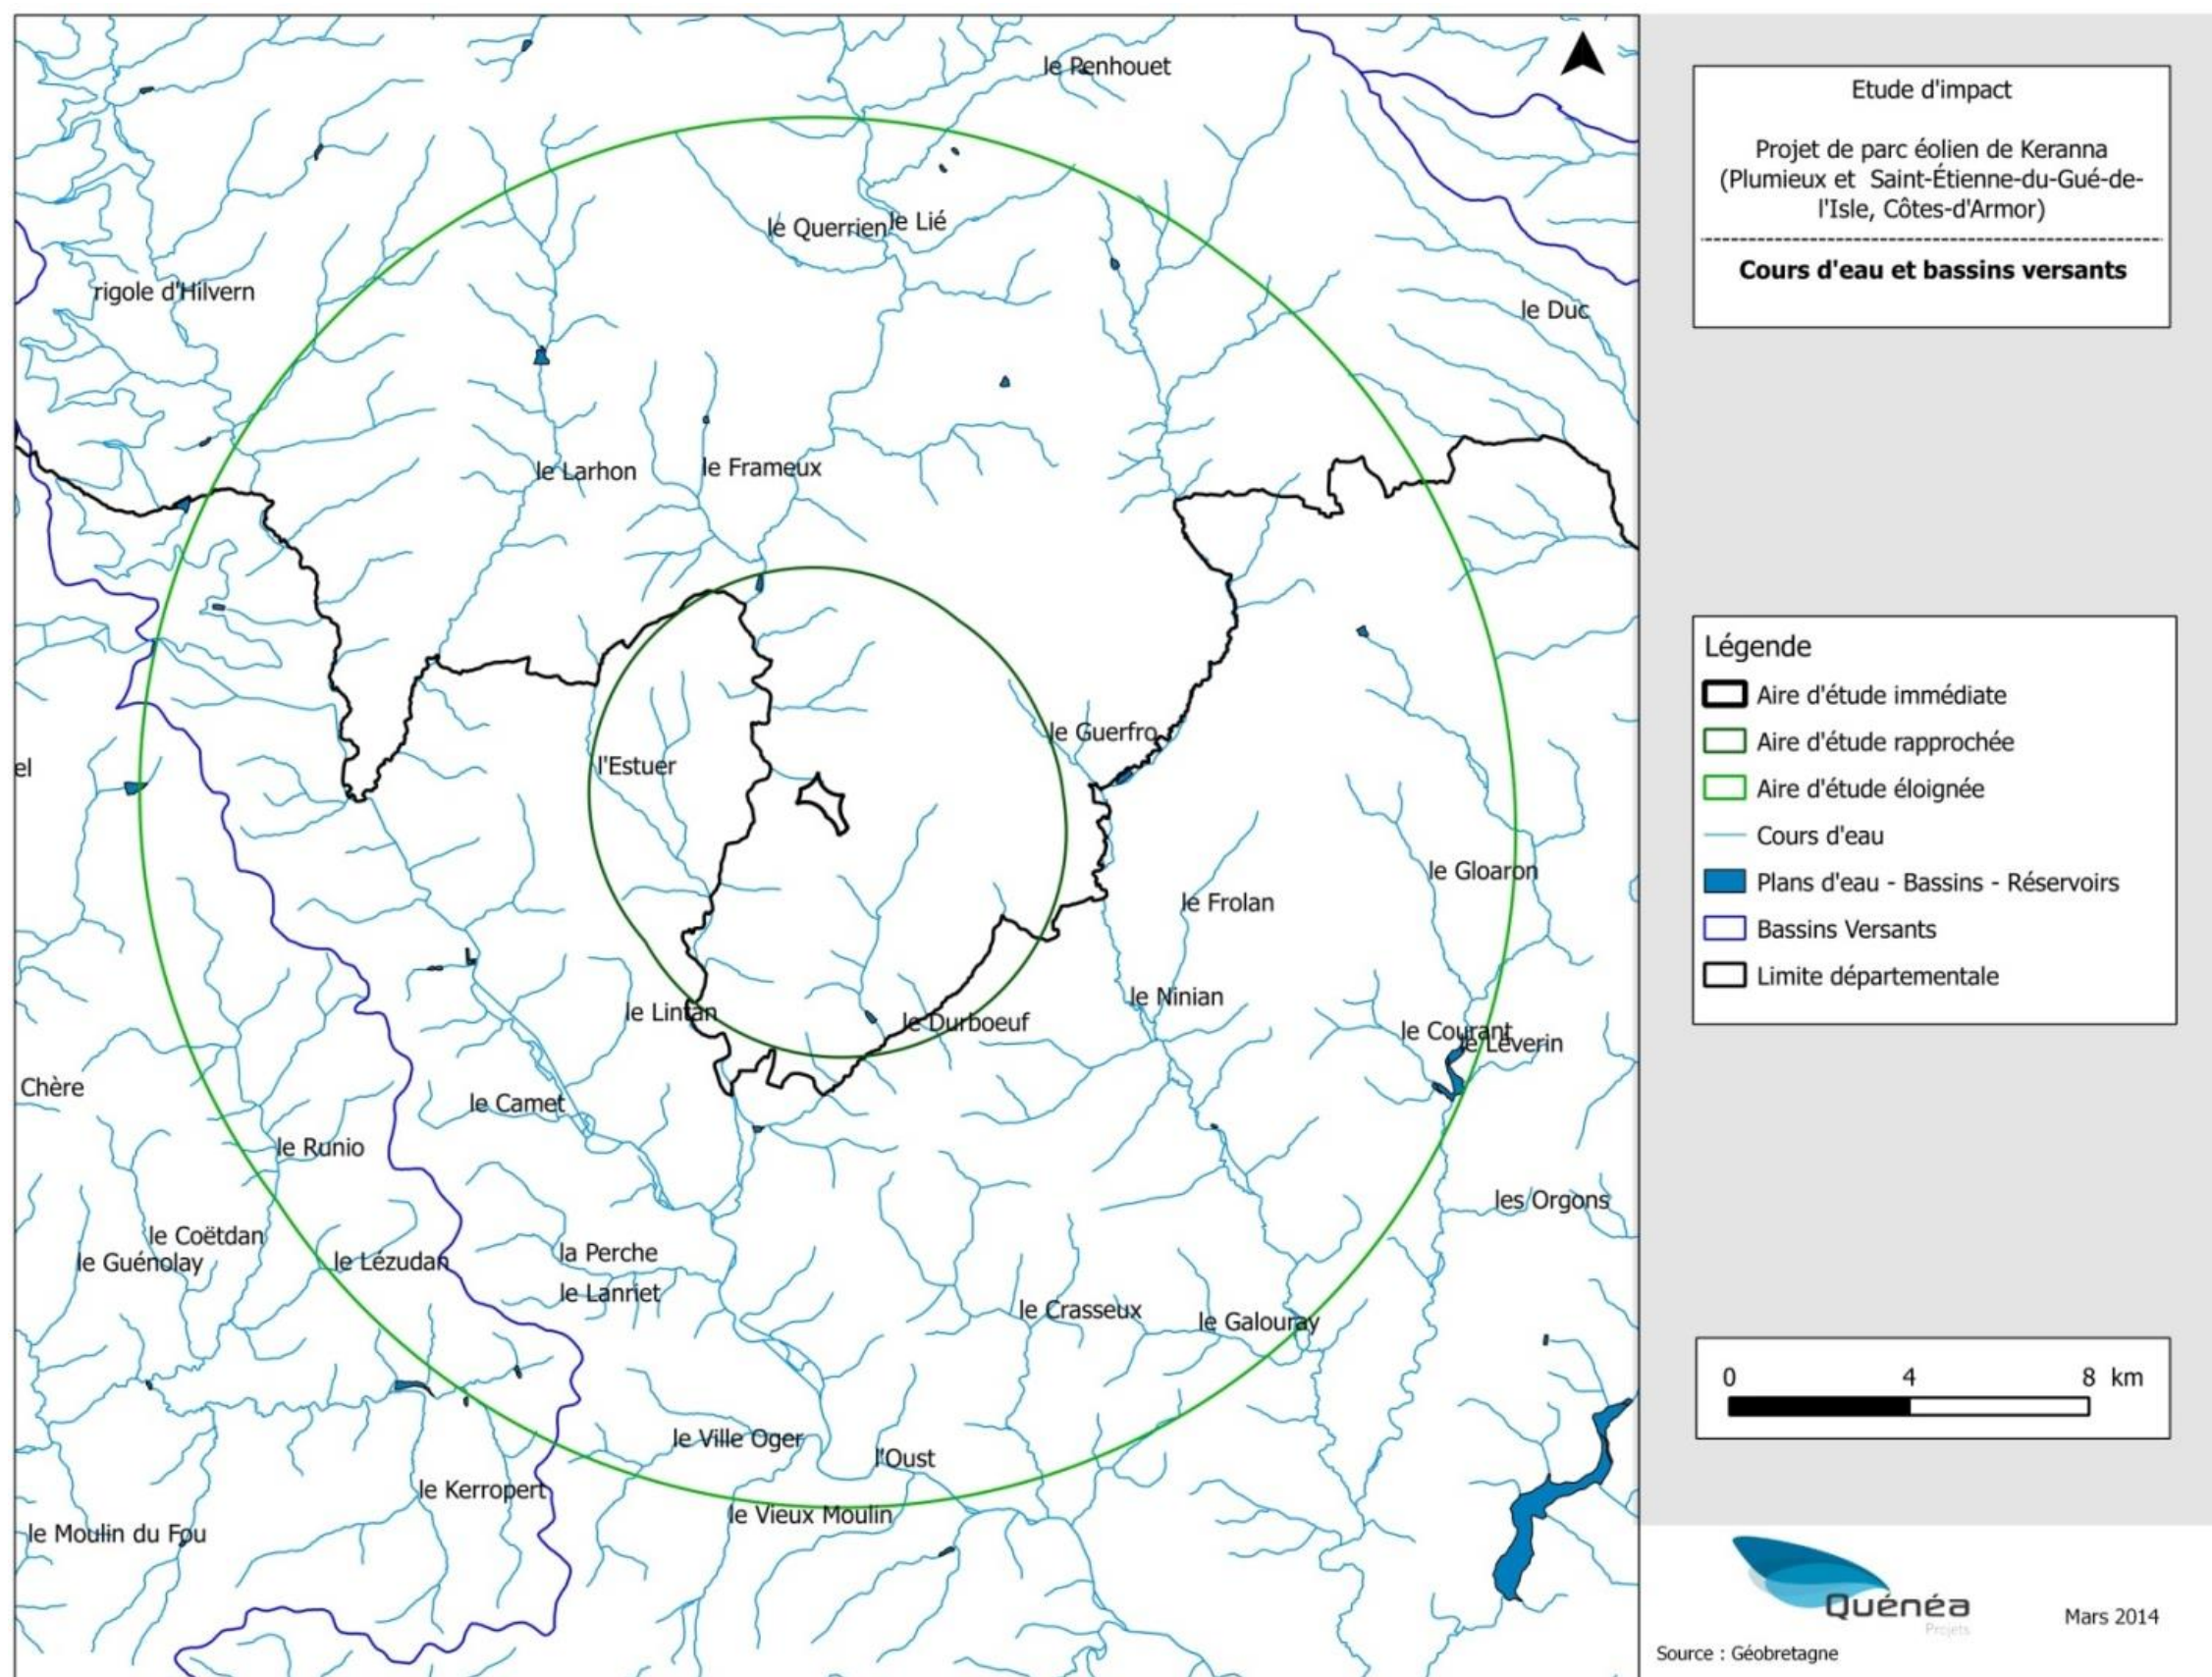 le Penhouet
le Querrien
le Lié
rigole d'Hilvern
le Duc
le Larhon
le Frameux
le Guerfro
l'Estuer
el
le Gloaron
le Frolan
le Ninian
le Lintan
le Durboeuf
le Courant
le Léverin
Chère
le Camet
le Runio
les Orgons
le Coëtdan
le Guénolay
le Lézudan
la Perche
le Lanriet
le Crasseux
le Galouray
le Ville Oger
l'Oust
le Kerropert
le Vieux Moulin
le Moulin du Fou
Etude d'impact
Projet de parc éolien de Keranna
(Plumieux et Saint-Étienne-du-Gué-de-
l'Isle, Côtes-d'Armor)
Cours d'eau et bassins versants
Légende
Aire d'étude immédiate
Aire d'étude rapprochée
Aire d'étude éloignée
Cours d'eau
Plans d'eau - Bassins - Réservoirs
Bassins Versants
Limite départementale
0 4 8 km
Quénéa
Projets
Mars 2014
Source : Géobretagne